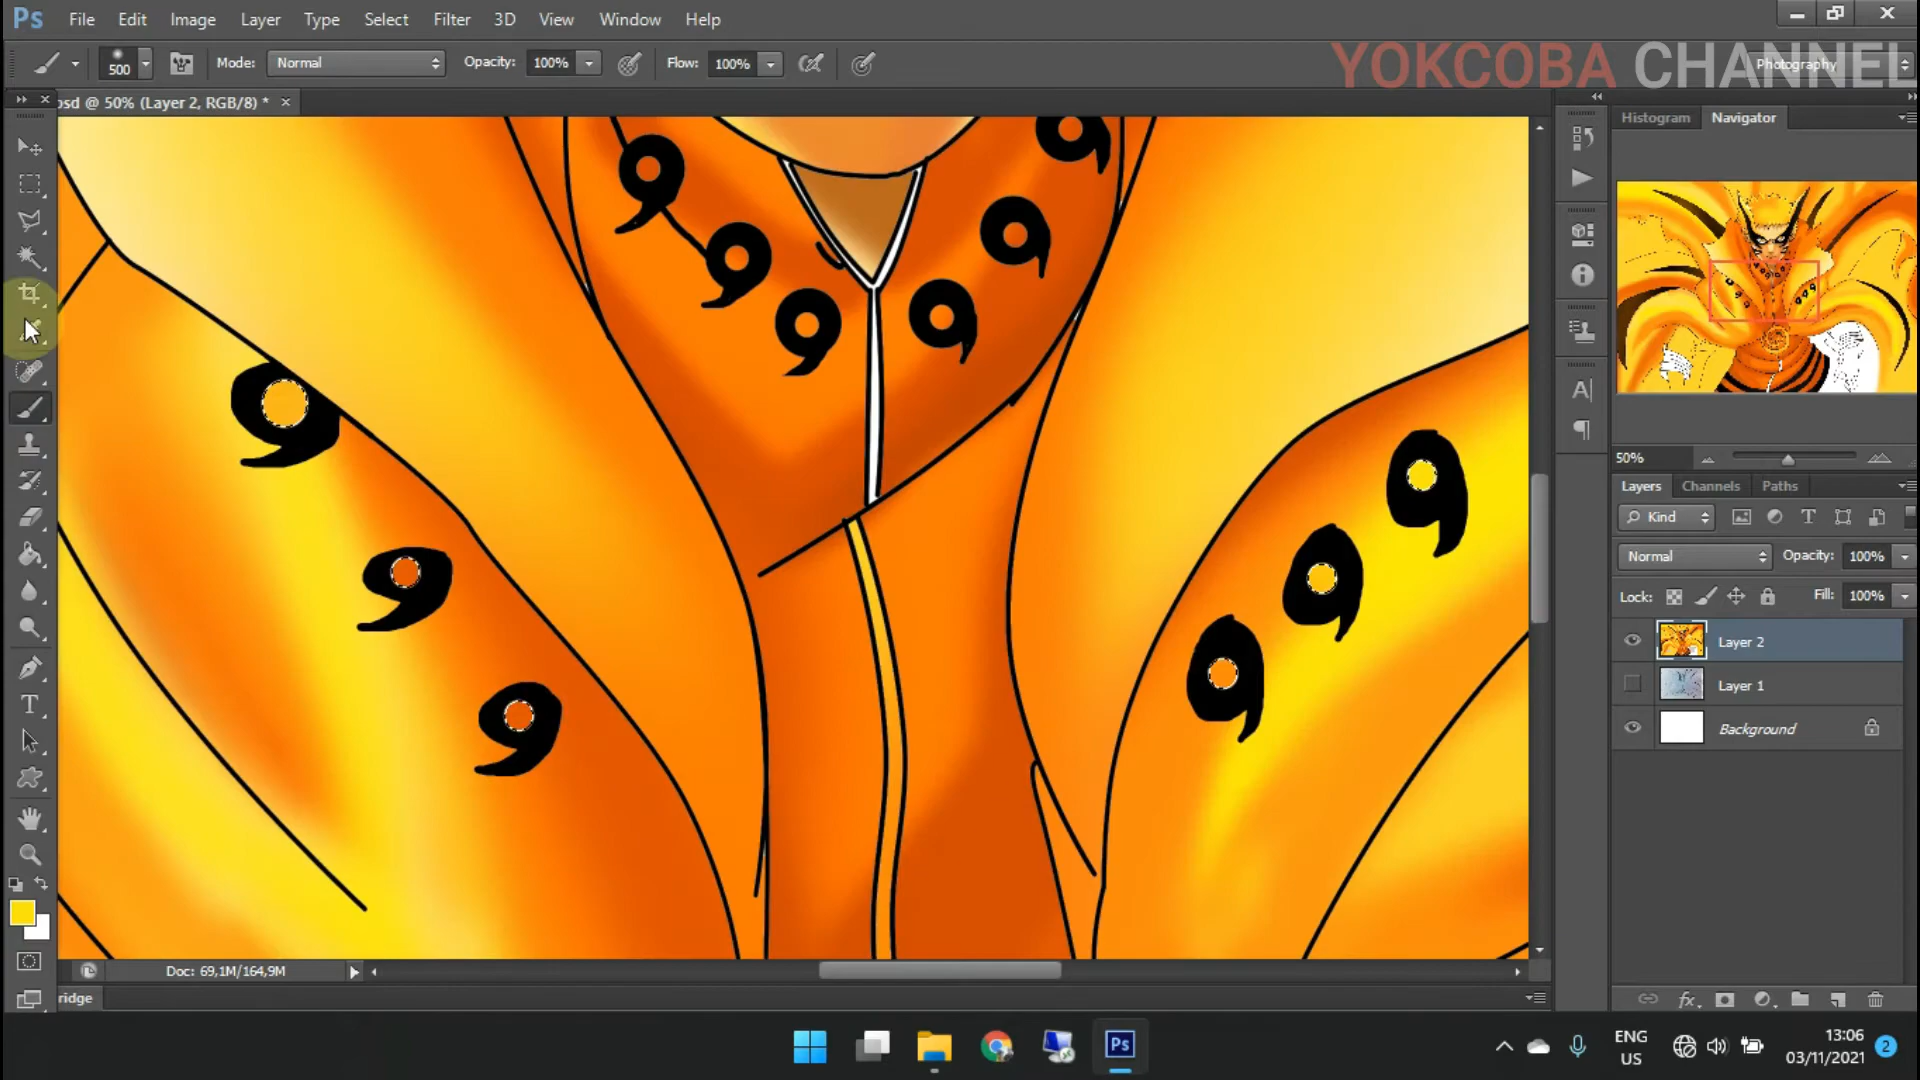 Ps File Edit Image Layer Type Select Filter 3D View Window Help
500 Mode: Normal Opacity: 100% Flow: 100%
YOKCOBA CHANNEL
Photography
psd @ 50% (Layer 2, RGB/8) * ×
Histogram Navigator
50%
Layers Channels Paths
Kind
Normal Opacity: 100%
Lock: Fill: 100%
Layer 2
Layer 1
Background
Doc: 69,1M/164,9M
ridge
fx
Ps
ENG
US
13:06
03/11/2021
2